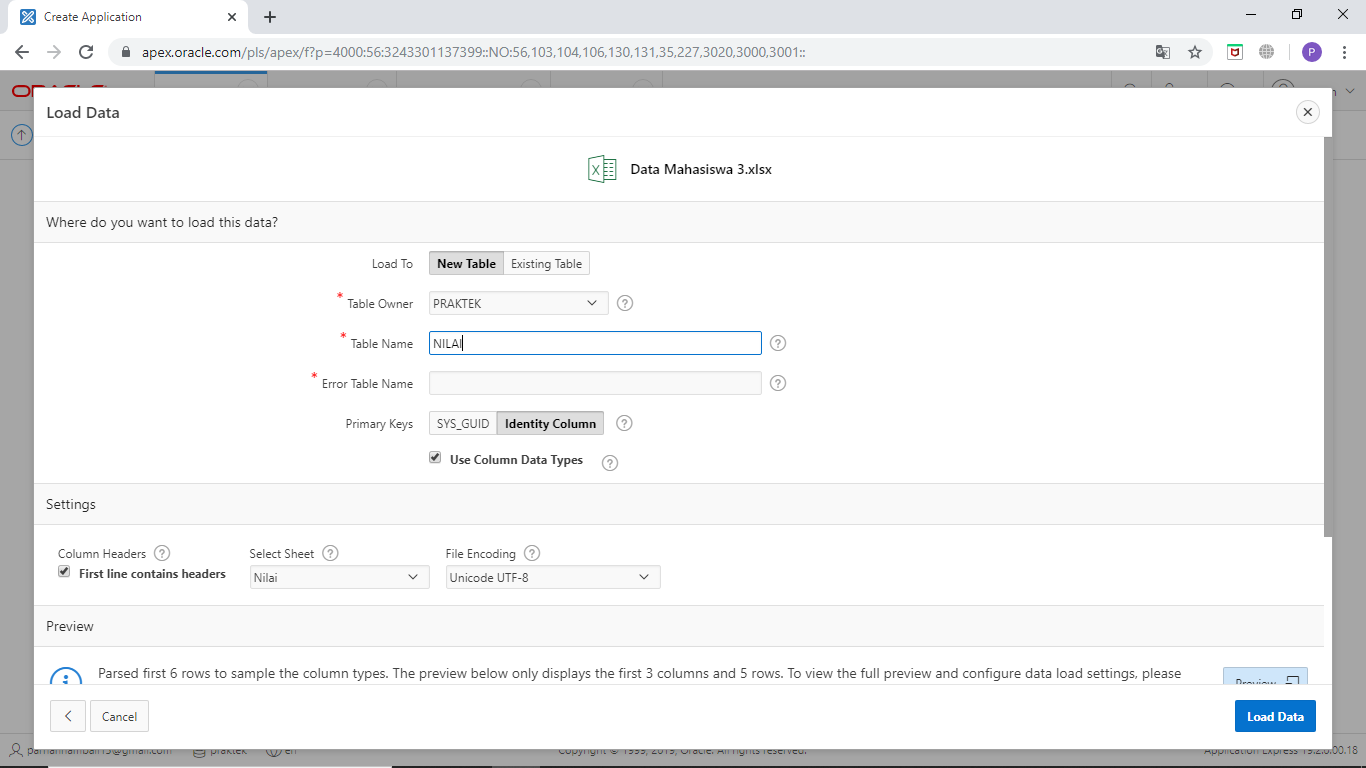 Create Application
apex.oracle.com/pls/apex/f?p=4000:56:3243301137399::NO:56,103,104,106,130,131,35,227,3020,3000,3001::
P
Load Data
Data Mahasiswa 3.xlsx
Where do you want to load this data?
Load To New Table Existing Table
* Table Owner PRAKTEK
* Table Name NILAI
* Error Table Name
Primary Keys SYS_GUID Identity Column
Use Column Data Types
Settings
Column Headers Select Sheet File Encoding
First line contains headers Nilai Unicode UTF-8
Preview
Parsed first 6 rows to sample the column types. The preview below only displays the first 3 columns and 5 rows. To view the full preview and configure data load settings, please
Preview
Cancel Load Data
praktek en Copyright © 1999, 2019, Oracle. All rights reserved. Application Express 19.2.0.00.18